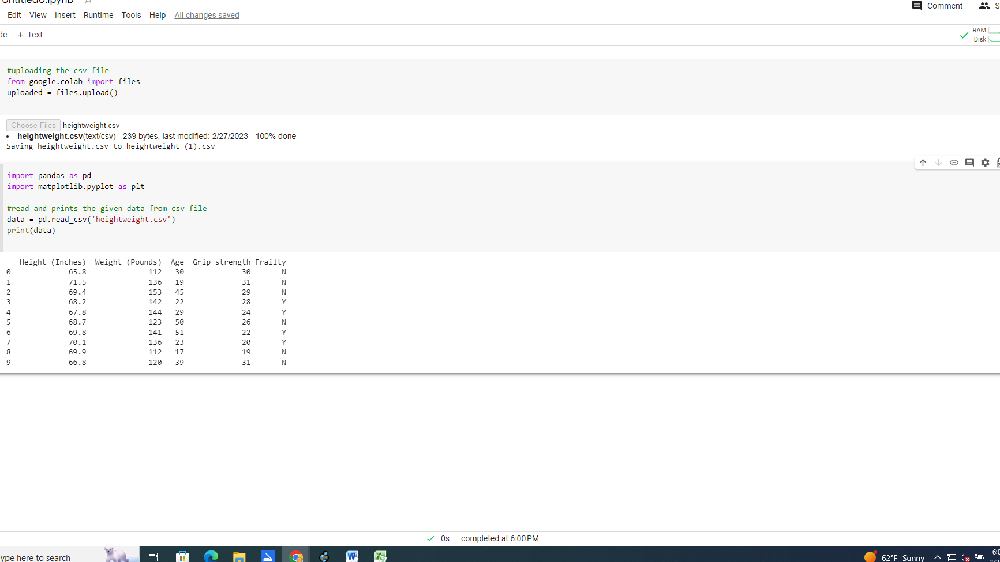 Untitled0.ipynb
Comment
Edit View Insert Runtime Tools Help All changes saved
+ Text
RAM
Disk
#uploading the csv file
from google.colab import files
uploaded = files.upload()
Choose Files heightweight.csv
• heightweight.csv(text/csv) - 239 bytes, last modified: 2/27/2023 - 100% done
Saving heightweight.csv to heightweight (1).csv
import pandas as pd
import matplotlib.pyplot as plt
#read and prints the given data from csv file
data = pd.read_csv('heightweight.csv')
print(data)
Height (Inches) Weight (Pounds) Age Grip strength Frailty
0 65.8 112 30 30 N
1 71.5 136 19 31 N
2 69.4 153 45 29 N
3 68.2 142 22 28 Y
4 67.8 144 29 24 Y
5 68.7 123 50 26 N
6 69.8 141 51 22 Y
7 70.1 136 23 20 Y
8 69.9 112 17 19 N
9 66.8 120 39 31 N
0s completed at 6:00 PM
Type here to search
62°F Sunny